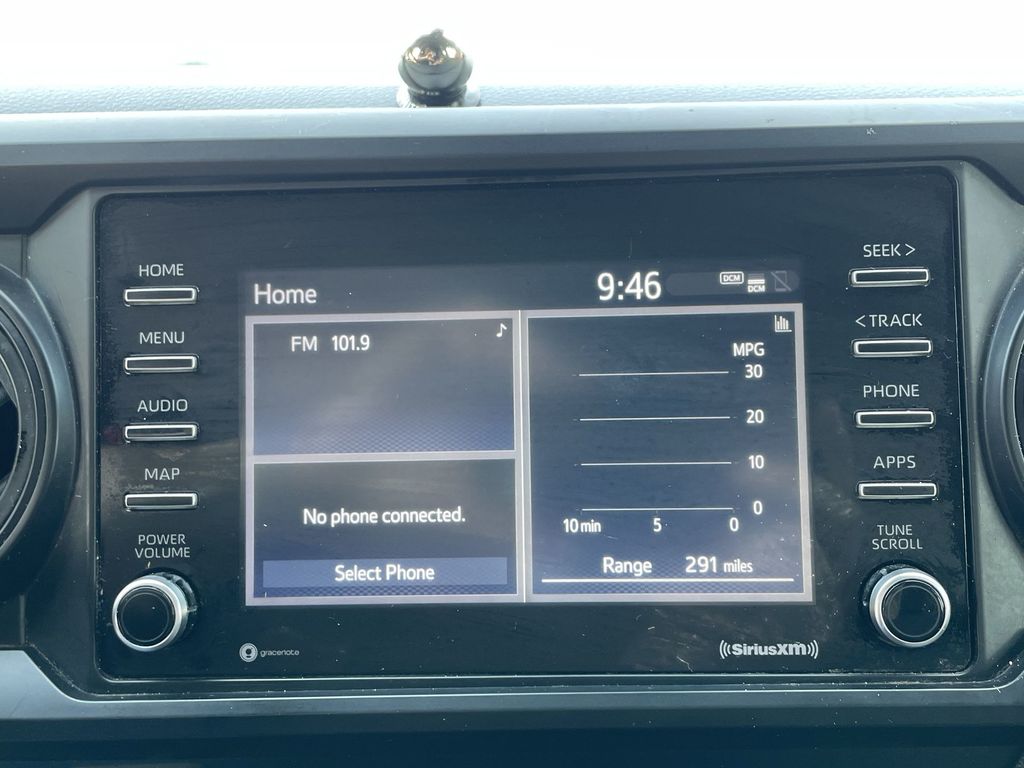 HOME
MENU
AUDIO
MAP
POWER
VOLUME
Home
9:46
DCM
DCM
FM 101.9
No phone connected.
Select Phone
MPG
30
20
10
0
10 min 5 0
Range 291 miles
SEEK >
< TRACK
PHONE
APPS
TUNE
SCROLL
gracenote
((SiriusXM))